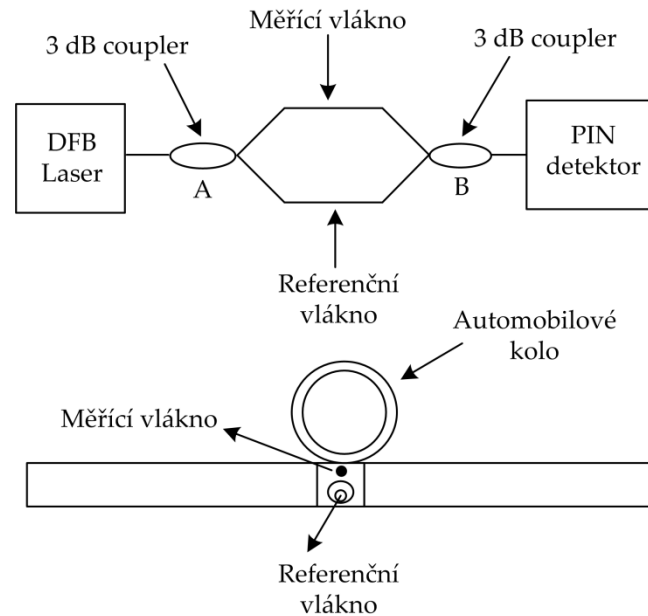 Měřící vlákno
3 dB coupler
3 dB coupler
DFB
Laser
PIN
detektor
A
B
Referenční
vlákno
Automobilové
kolo
Měřící vlákno
Referenční
vlákno